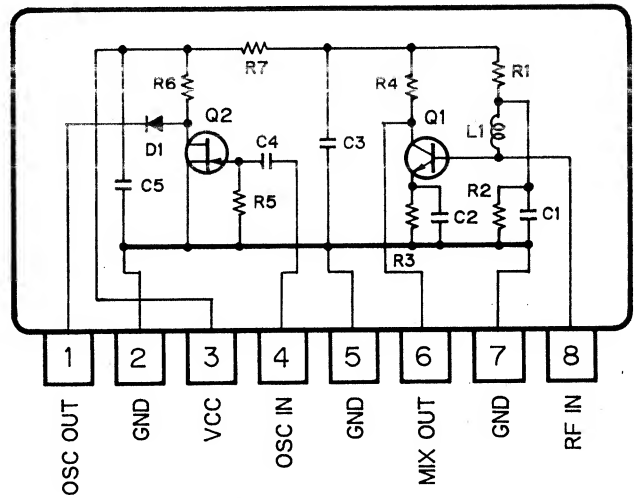 R7
R1
R6
R4
Q2
Q1
L1
D1
C4
C3
C5
R5
R2
C2
C1
R3
1
2
3
4
5
6
7
8
OSC OUT
GND
VCC
OSC IN
GND
MIX OUT
GND
RF IN